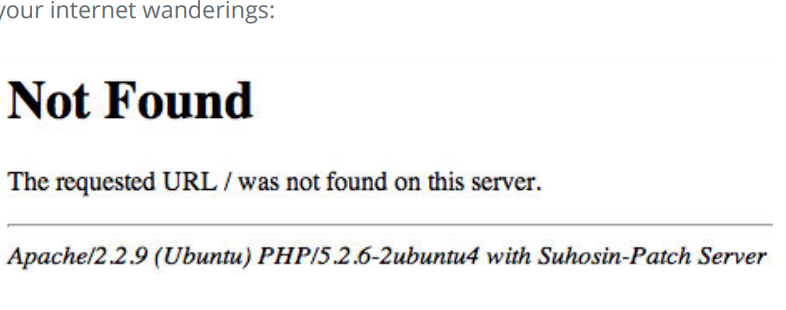 your internet wanderings:
Not Found
The requested URL / was not found on this server.
Apache/2.2.9 (Ubuntu) PHP/5.2.6-2ubuntu4 with Suhosin-Patch Server